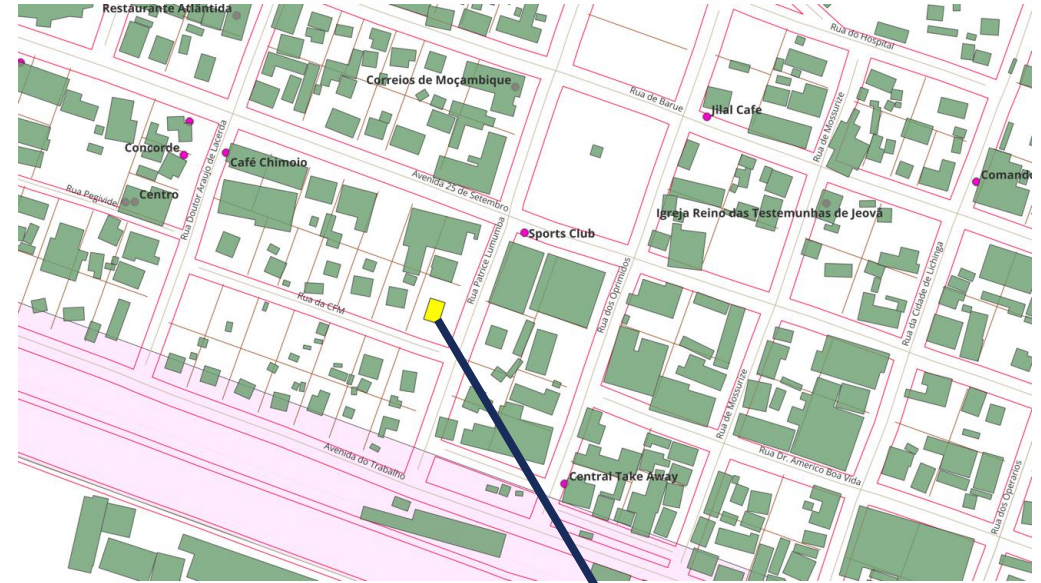 Restaurante Atlântida
Rua do Hospital
Correios de Moçambique
Rua de Barue
Jilal Cafe
Rua de Mossurize
Concorde
Café Chimoio
Rua Doutor Araujo de Lacerda
Avenida 25 de Setembro
Comando
Rua Pegivide
Centro
Igreja Reino das Testemunhas de Jeová
Sports Club
Rua Patrice Lumumba
Rua dos Oprimidos
Rua da Cidade de Lichinga
Rua da CFM
Rua de Mossurize
Avenida do Trabalho
Central Take Away
Rua Dr. Americo Boa Vida
Rua dos Operarios